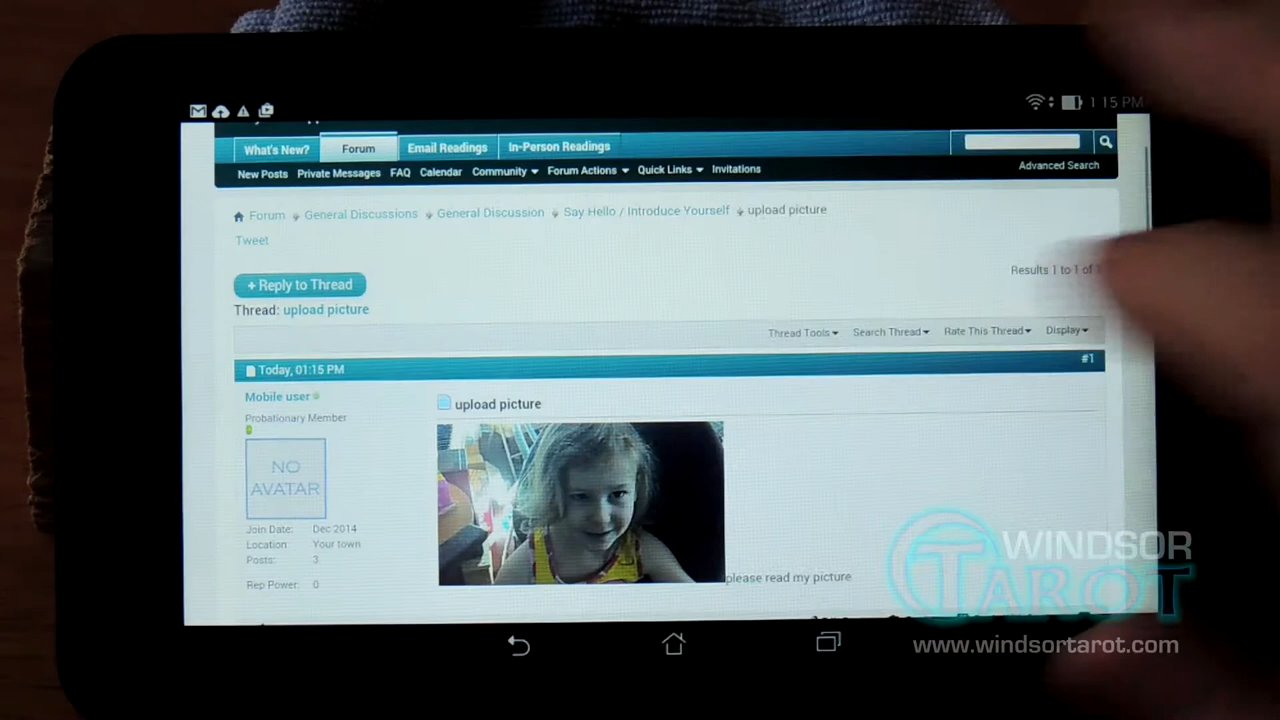 1:15 PM
What's New? Forum Email Readings In-Person Readings
New Posts Private Messages FAQ Calendar Community Forum Actions Quick Links Invitations Advanced Search
Forum General Discussions General Discussion Say Hello / Introduce Yourself upload picture
Tweet
Results 1 to 1 of
+ Reply to Thread
Thread: upload picture
Thread Tools Search Thread Rate This Thread Display
Today, 01:15 PM #1
Mobile user
upload picture
Probationary Member
NO
AVATAR
Join Date: Dec 2014
Location: Your town
Posts: 3
please read my picture
Rep Power: 0
WINDSOR
TAROT
www.windsortarot.com